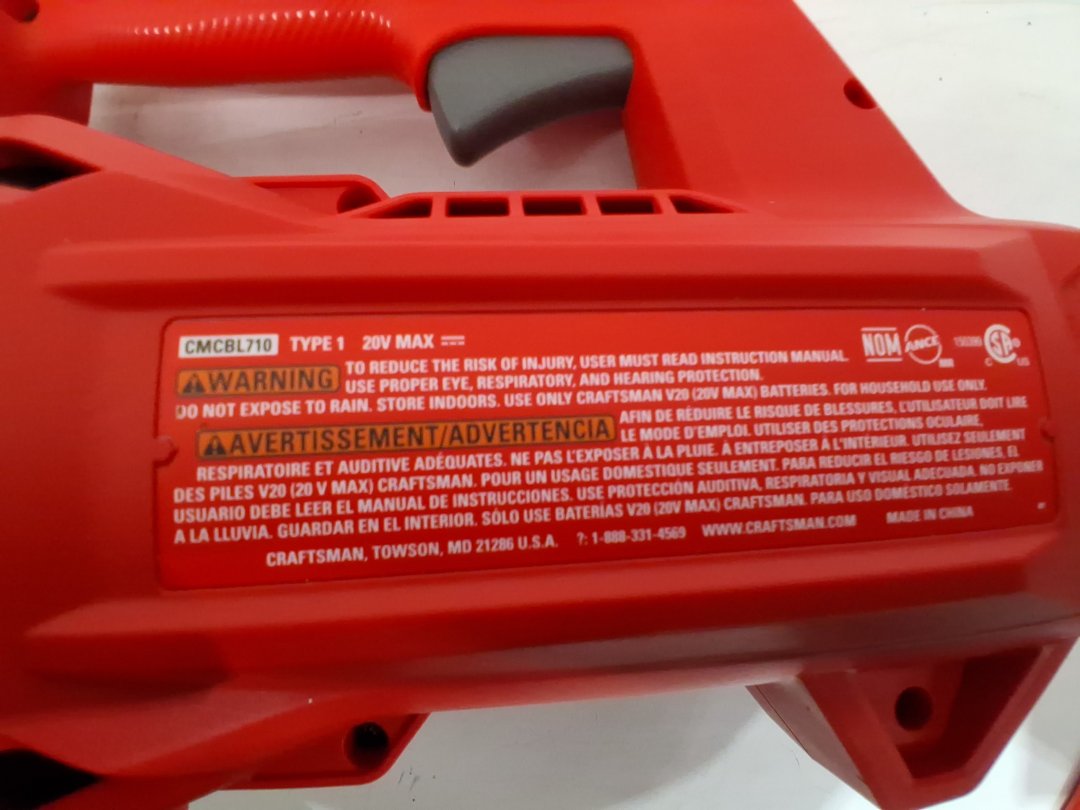 CMCBL710 TYPE 1 20V MAX NOM ANCE SA
TO REDUCE THE RISK OF INJURY, USER MUST READ INSTRUCTION MANUAL.
WARNING USE PROPER EYE, RESPIRATORY, AND HEARING PROTECTION.
DO NOT EXPOSE TO RAIN. STORE INDOORS. USE ONLY CRAFTSMAN V20 (20V MAX) BATTERIES. FOR HOUSEHOLD USE ONLY.
AVERTISSEMENT/ADVERTENCIA AFIN DE RÉDUIRE LE RISQUE DE BLESSURES, L'UTILISATEUR DOIT LIRE
LE MODE D'EMPLOI. UTILISER DES PROTECTIONS OCULAIRE,
RESPIRATOIRE ET AUDITIVE ADÉQUATES. NE PAS L'EXPOSER À LA PLUIE. À ENTREPOSER À L'INTÉRIEUR. UTILISEZ SEULEMENT
DES PILES V20 (20 V MAX) CRAFTSMAN. POUR UN USAGE DOMESTIQUE SEULEMENT. PARA REDUCIR EL RIESGO DE LESIONES, EL
USUARIO DEBE LEER EL MANUAL DE INSTRUCCIONES. USE PROTECCIÓN AUDITIVA, RESPIRATORIA Y VISUAL ADECUADA. NO EXPONER
A LA LLUVIA. GUARDAR EN EL INTERIOR. SÓLO USE BATERÍAS V20 (20V MAX) CRAFTSMAN. PARA USO DOMÉSTICO SOLAMENTE.
CRAFTSMAN, TOWSON, MD 21286 U.S.A. ?: 1-888-331-4569 WWW.CRAFTSMAN.COM MADE IN CHINA